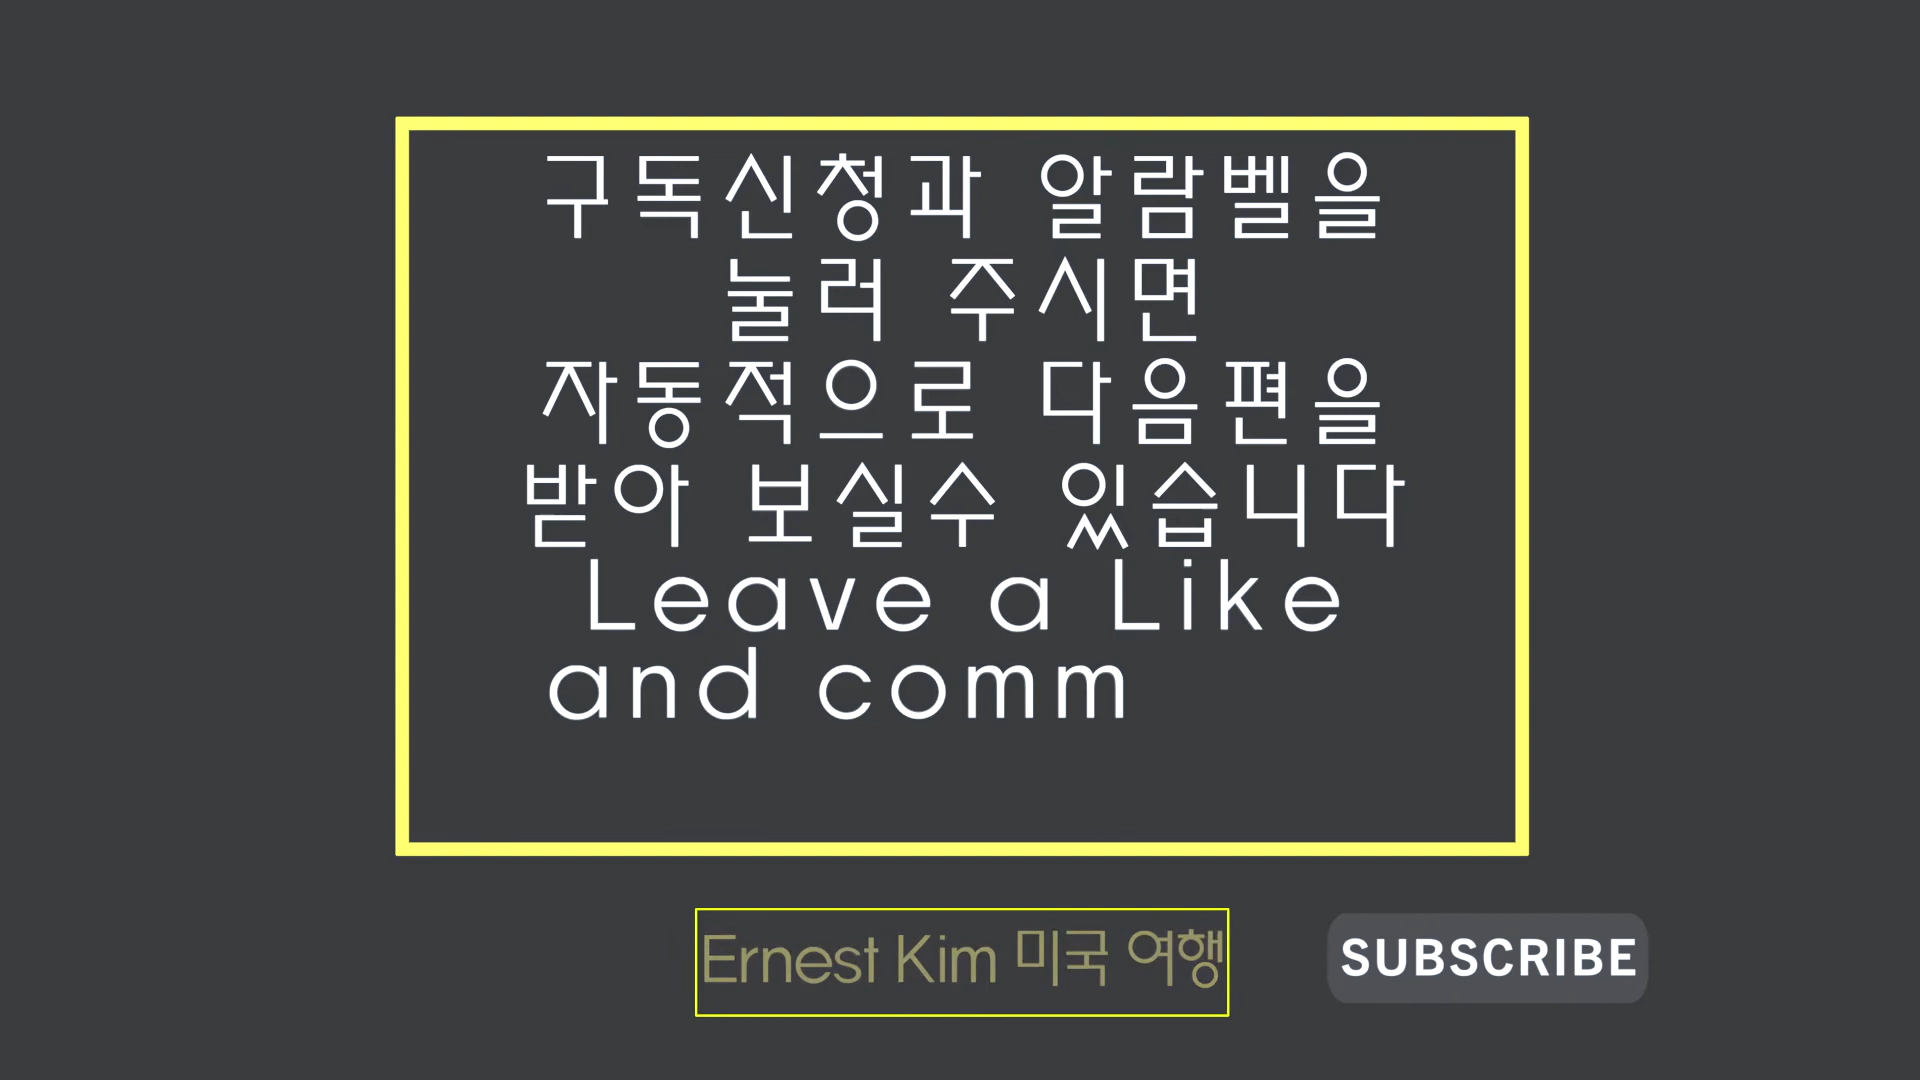 구독신청과 알람벨을
눌러 주시면
자동적으로 다음편을
받아 보실수 있습니다
Leave a Like
and comm
Ernest Kim 미국 여행
SUBSCRIBE